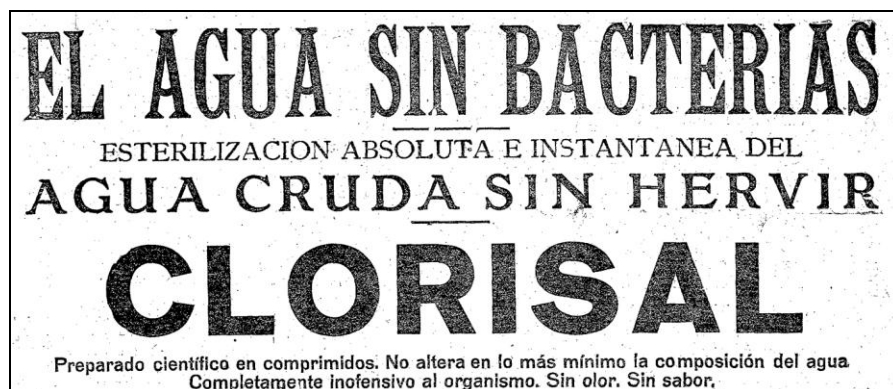 EL AGUA SIN BACTERIAS
ESTERILIZACION ABSOLUTA E INSTANTANEA DEL
AGUA CRUDA SIN HERVIR
CLORISAL
Preparado científico en comprimidos. No altera en lo más mínimo la composición del agua
Completamente inofensivo al organismo. Sin olor. Sin sabor.